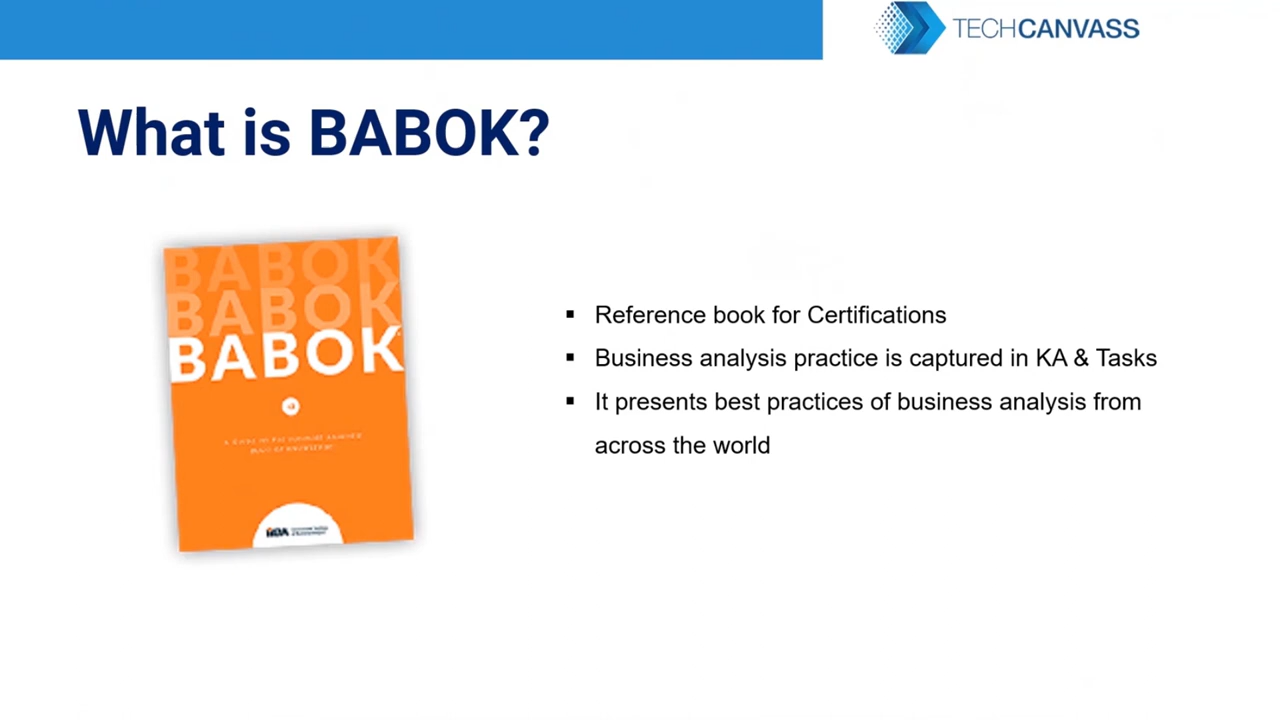 TECHCANVASS
What is BABOK?
BABOK
BABOK
BABOK
v3
IIBA
▪ Reference book for Certifications
▪ Business analysis practice is captured in KA & Tasks
▪ It presents best practices of business analysis from
across the world